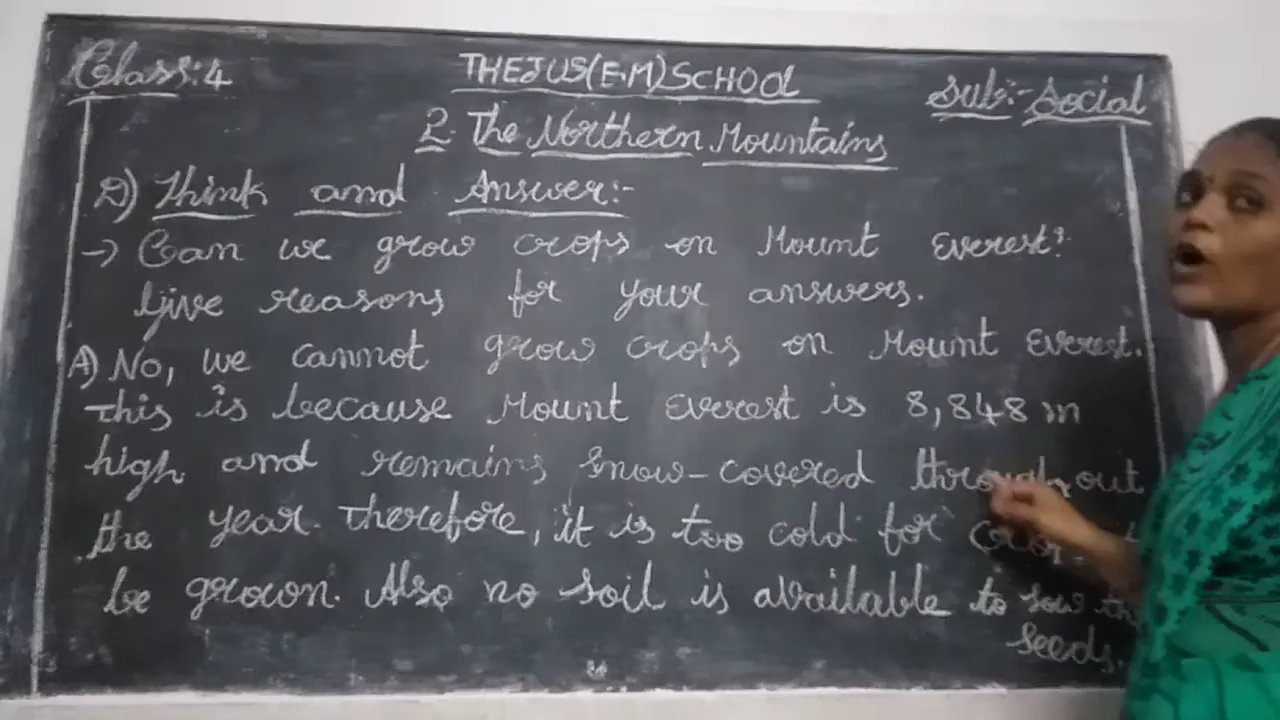 Class:4
THEJUS(E.M)SCHOOL
Sub:- Social
2. The Northern Mountains
D) Think and Answer:-
→ Can we grow crops on Mount Everest?
Give reasons for your answers.
A) No, we cannot grow crops on Mount Everest.
This is because Mount Everest is 8,848 m
high and remains snow-covered through out
the year. Therefore, it is too cold for
be grown. Also no soil is available to sow
seeds.